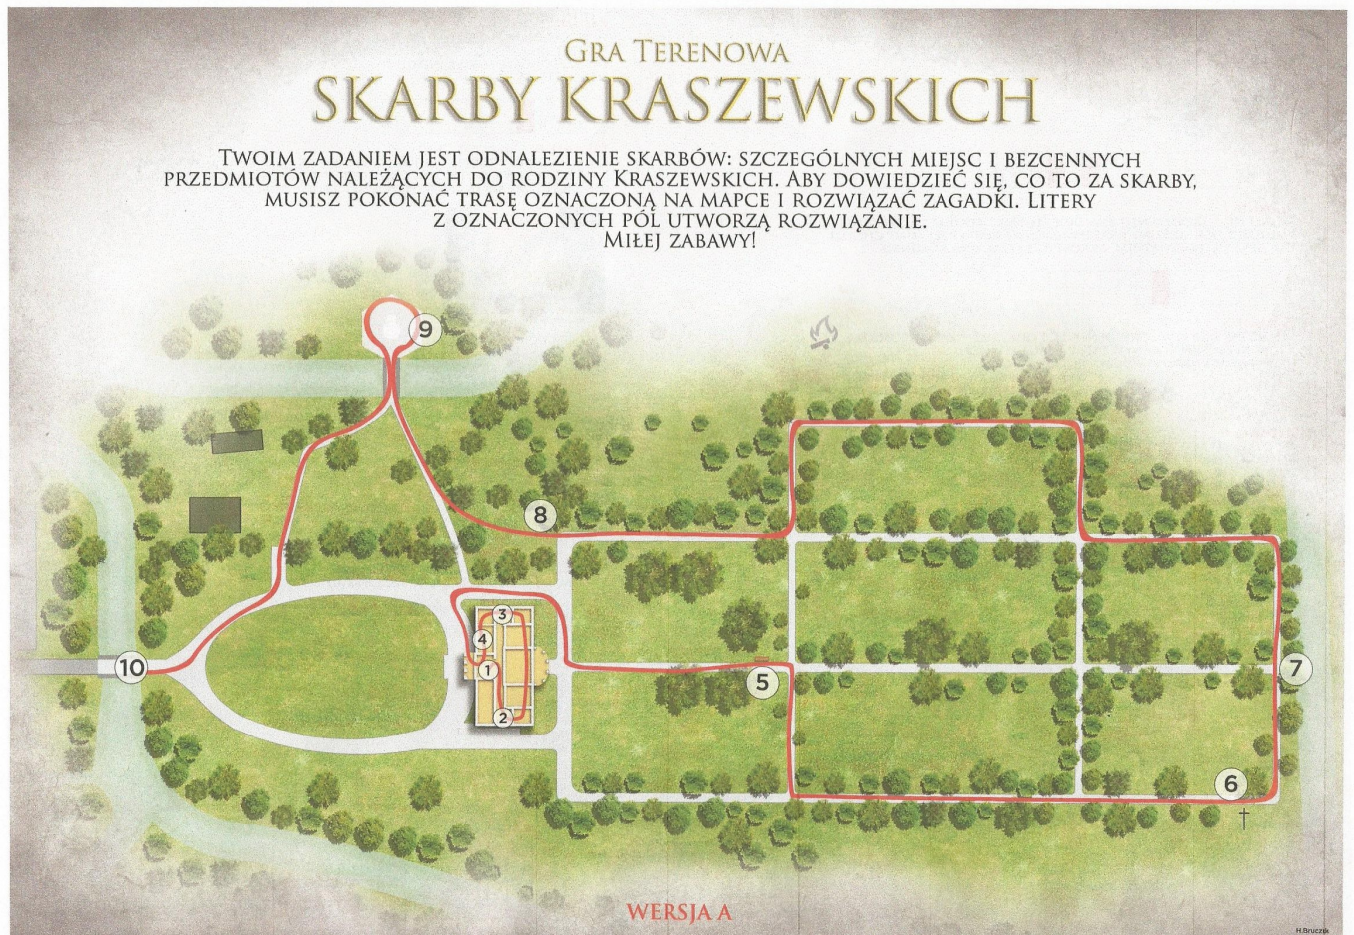 Gra Terenowa
SKARBY KRASZEWSKICH
Twoim zadaniem jest odnalezienie skarbów: szczególnych miejsc i bezcennych
przedmiotów należących do rodziny Kraszewskich. Aby dowiedzieć się, co to za skarby,
musisz pokonać trasę oznaczoną na mapce i rozwiązać zagadki. Litery
z oznaczonych pól utworzą rozwiązanie.
Miłej zabawy!
9
8
3
4
1
10
2
5
7
6
WERSJA A
H.Bruczyk